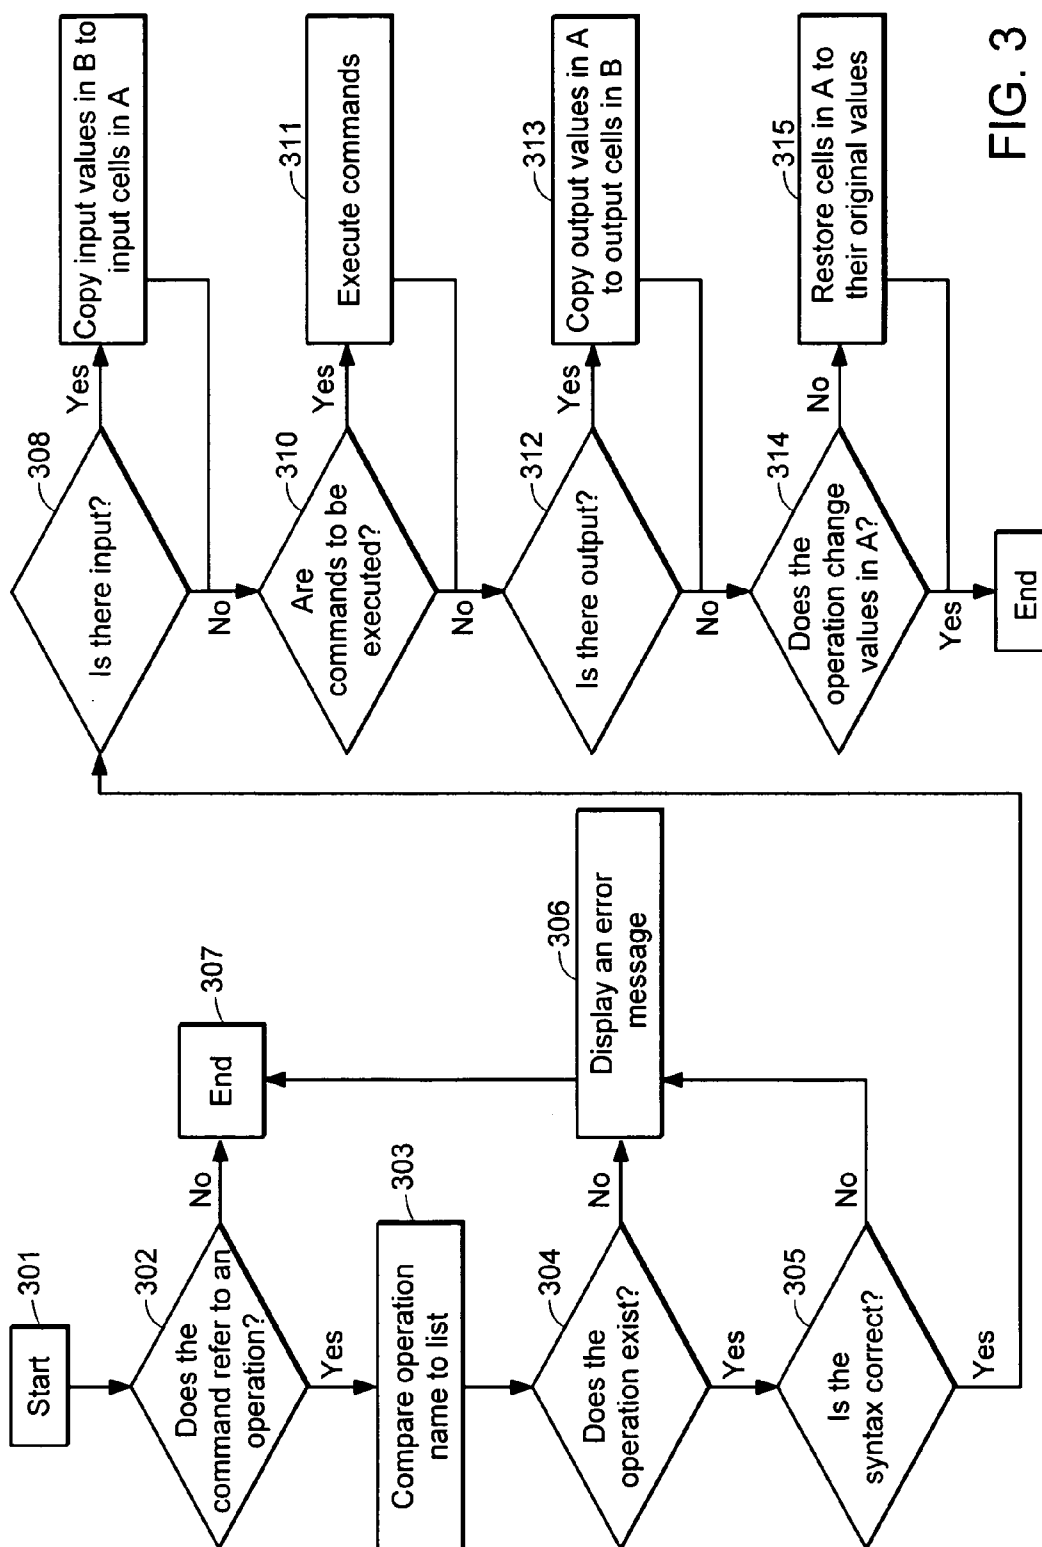 301
Start
302
Does the
command refer to an
operation?
No
307
End
Yes
303
Compare operation
name to list
304
Does the
operation exist?
No
306
Display an error
message
Yes
305
Is the
syntax correct?
No
Yes
308
Is there input?
Yes
Copy input values in B to
input cells in A
No
310
Are
commands to be
executed?
Yes
311
Execute commands
No
312
Is there output?
Yes
313
Copy output values in A
to output cells in B
No
314
Does the
operation change
values in A?
No
315
Restore cells in A to
their original values
Yes
End
FIG. 3